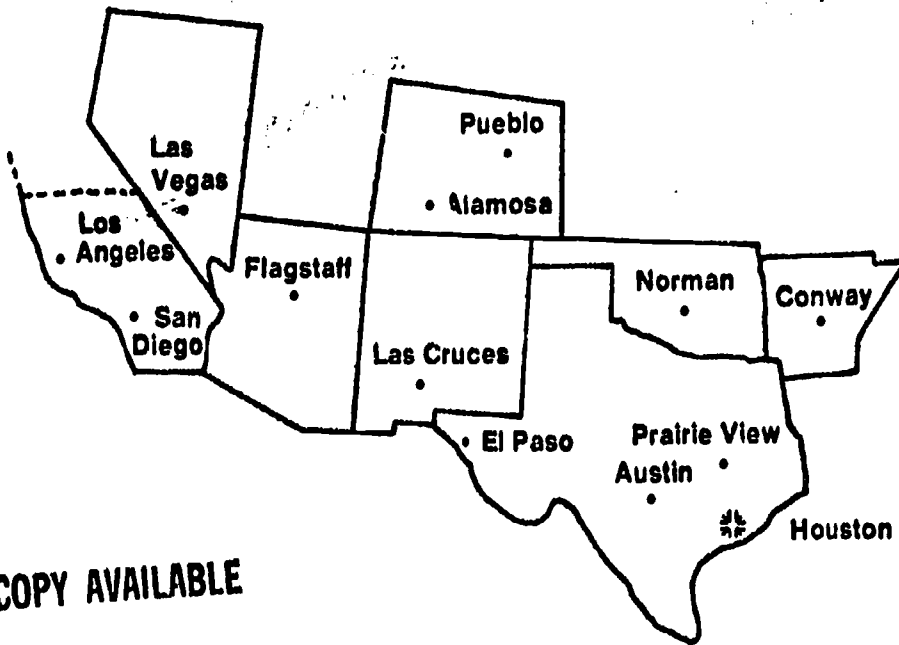 Pueblo
Las
Vegas
Alamosa
Los
Angeles
Flagstaff
Norman
Conway
San
Diego
Las Cruces
El Paso
Prairie View
Austin
Houston
COPY AVAILABLE